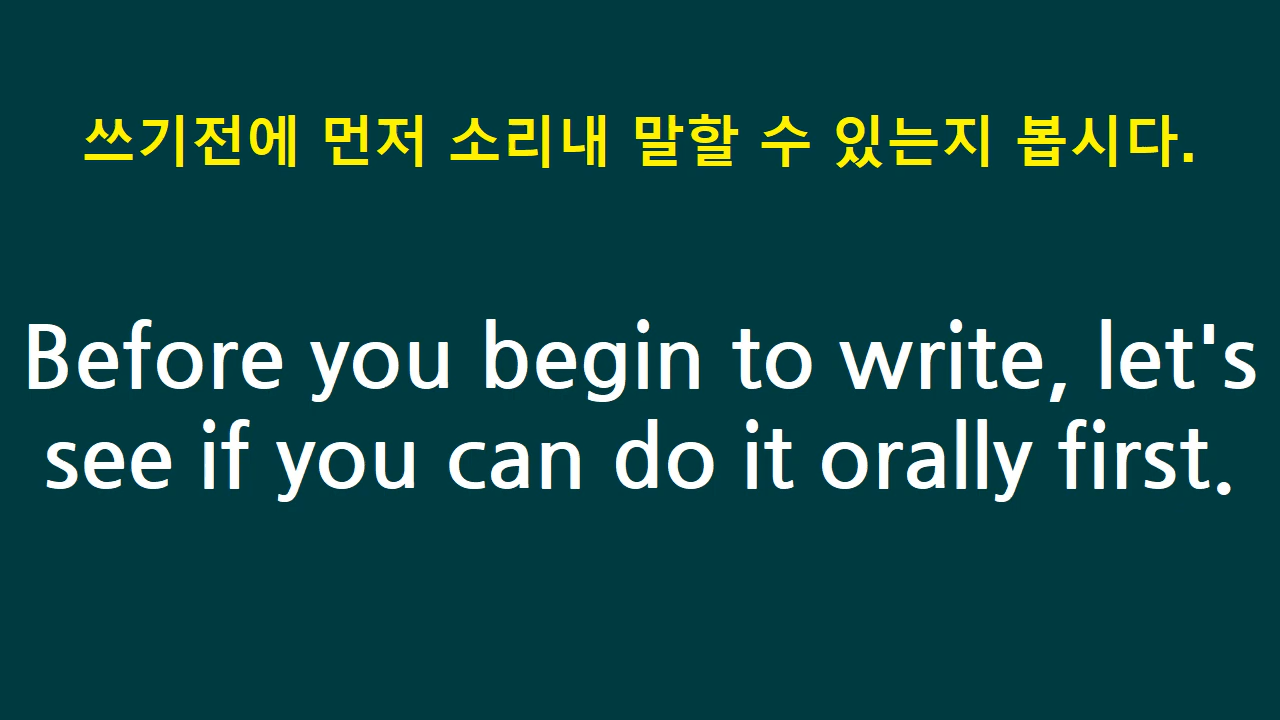 쓰기전에 먼저 소리내 말할 수 있는지 봅시다.
Before you begin to write, let's
see if you can do it orally first.